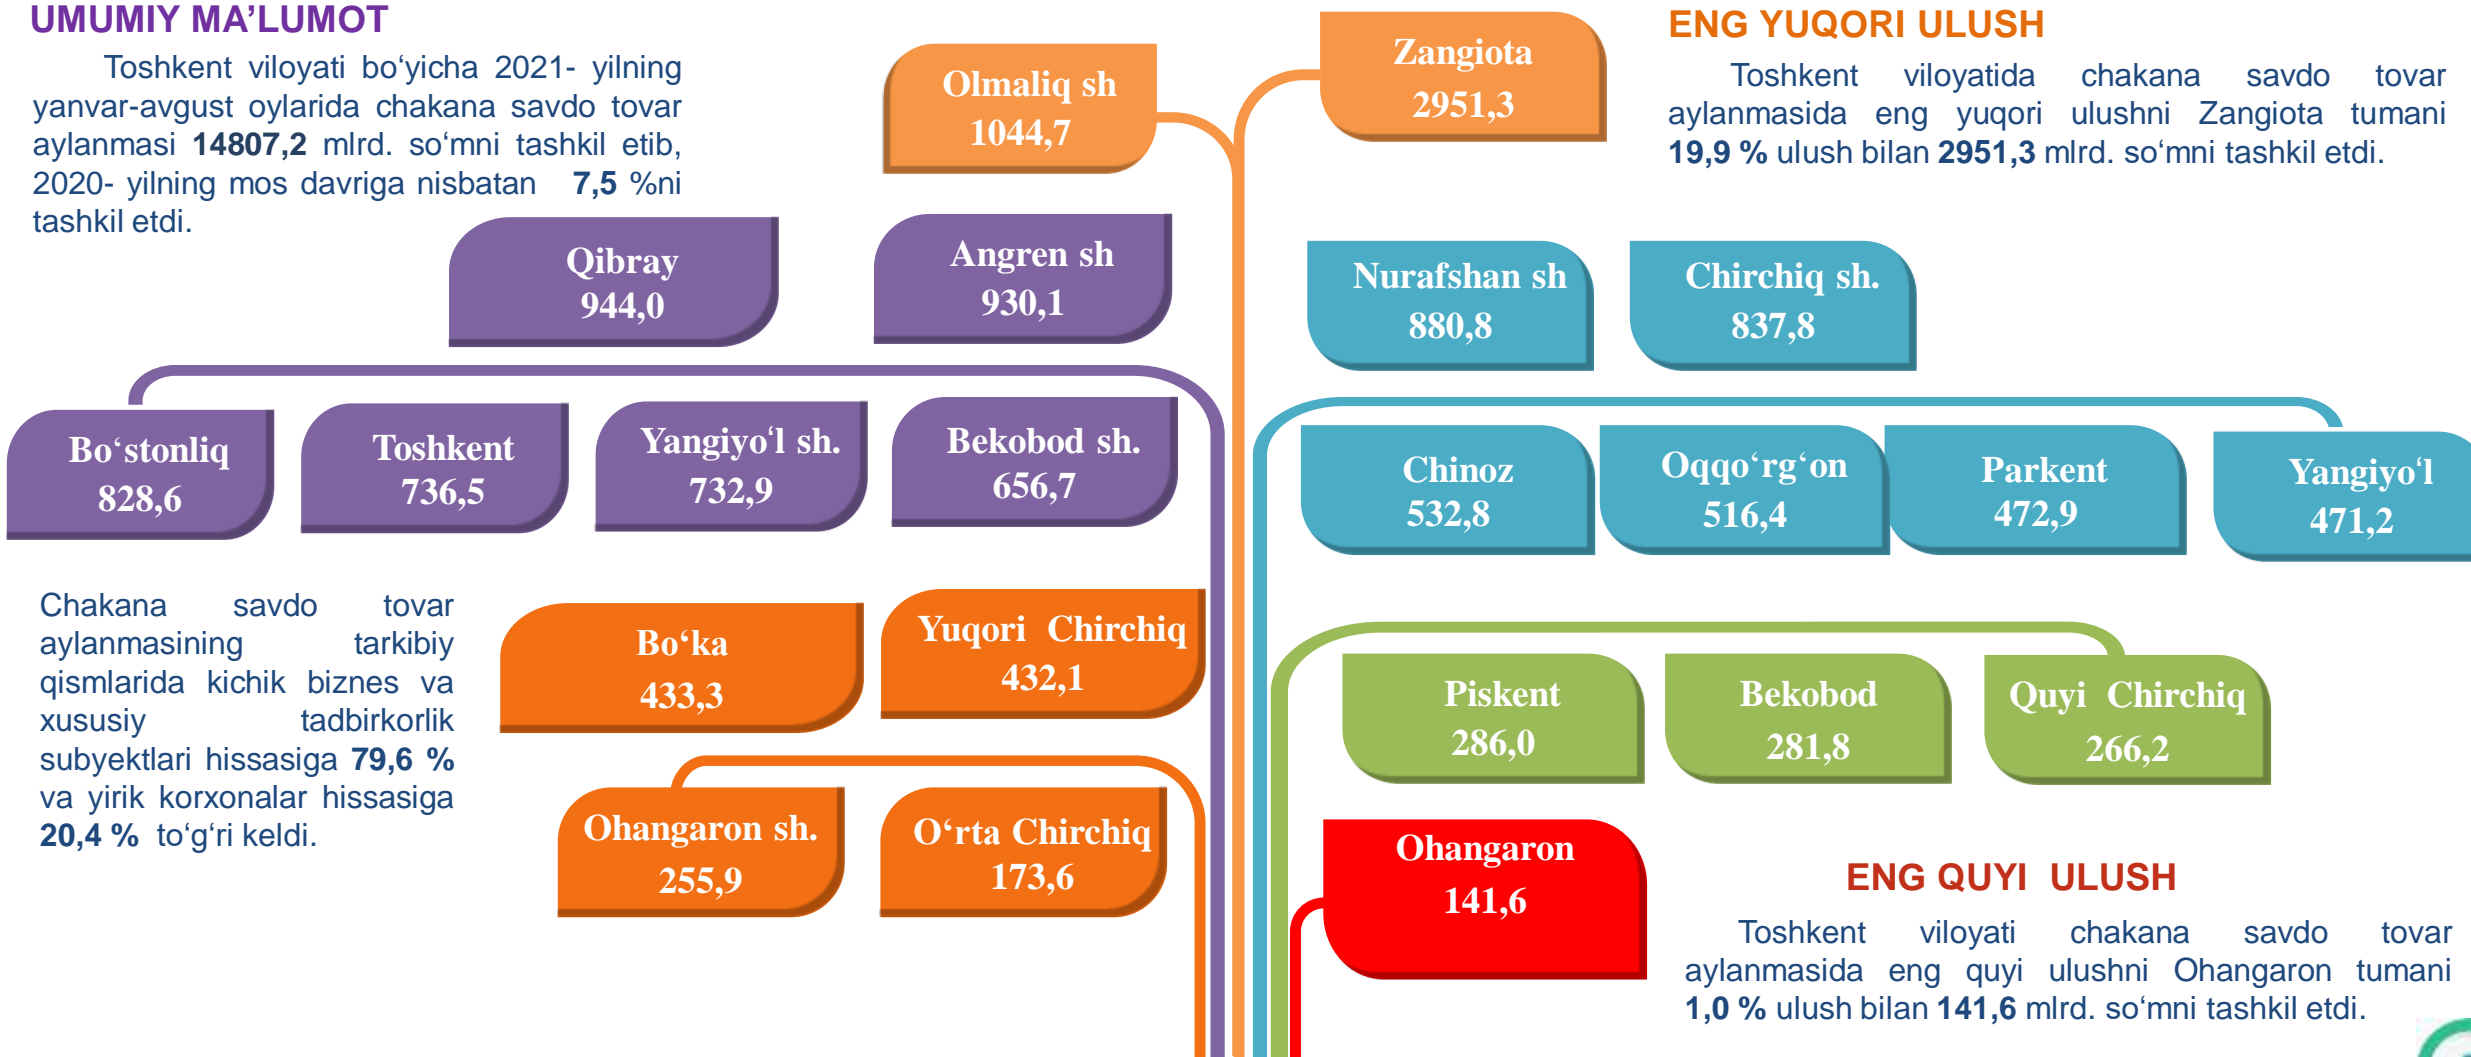 UMUMIY MA’LUMOT
Toshkent viloyati bo‘yicha 2021- yilning
yanvar-avgust oylarida chakana savdo tovar
aylanmasi 14807,2 mlrd. so‘mni tashkil etib,
2020- yilning mos davriga nisbatan 7,5 %ni
tashkil etdi.
Olmaliq sh
1044,7
Zangiota
2951,3
ENG YUQORI ULUSH
Toshkent viloyatida chakana savdo tovar
aylanmasida eng yuqori ulushni Zangiota tumani
19,9 % ulush bilan 2951,3 mlrd. so‘mni tashkil etdi.
Qibray
944,0
Angren sh
930,1
Nurafshan sh
880,8
Chirchiq sh.
837,8
Bo‘stonliq
828,6
Toshkent
736,5
Yangiyo‘l sh.
732,9
Bekobod sh.
656,7
Chinoz
532,8
Oqqo‘rg‘on
516,4
Parkent
472,9
Yangiyo‘l
471,2
Chakana savdo tovar
aylanmasining tarkibiy
qismlarida kichik biznes va
xususiy tadbirkorlik
subyektlari hissasiga 79,6 %
va yirik korxonalar hissasiga
20,4 % to‘g‘ri keldi.
Bo‘ka
433,3
Yuqori Chirchiq
432,1
Piskent
286,0
Bekobod
281,8
Quyi Chirchiq
266,2
Ohangaron sh.
255,9
O‘rta Chirchiq
173,6
Ohangaron
141,6
ENG QUYI ULUSH
Toshkent viloyati chakana savdo tovar
aylanmasida eng quyi ulushni Ohangaron tumani
1,0 % ulush bilan 141,6 mlrd. so‘mni tashkil etdi.